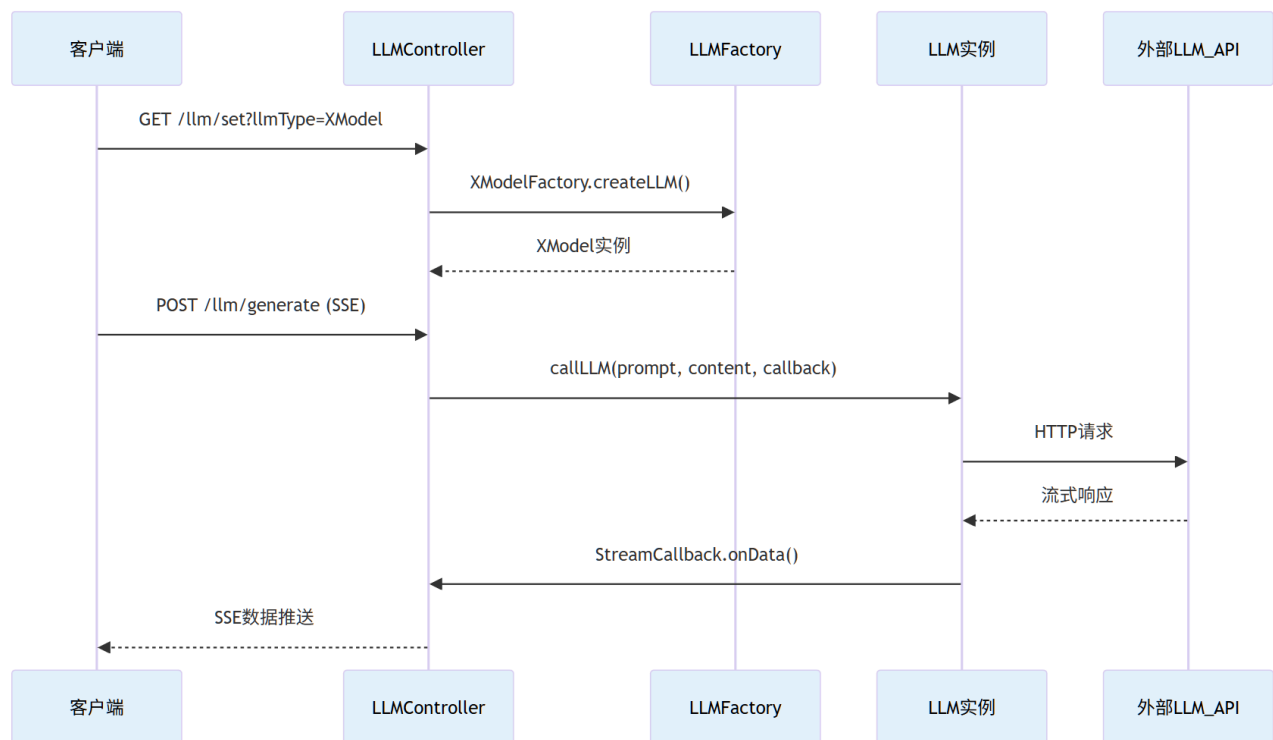 客户端
LLMController
LLMFactory
LLM实例
外部LLM_API
GET /llm/set?llmType=XModel
XModelFactory.createLLM()
XModel实例
POST /llm/generate (SSE)
callLLM(prompt, content, callback)
HTTP请求
流式响应
StreamCallback.onData()
SSE数据推送
客户端
LLMController
LLMFactory
LLM实例
外部LLM_API